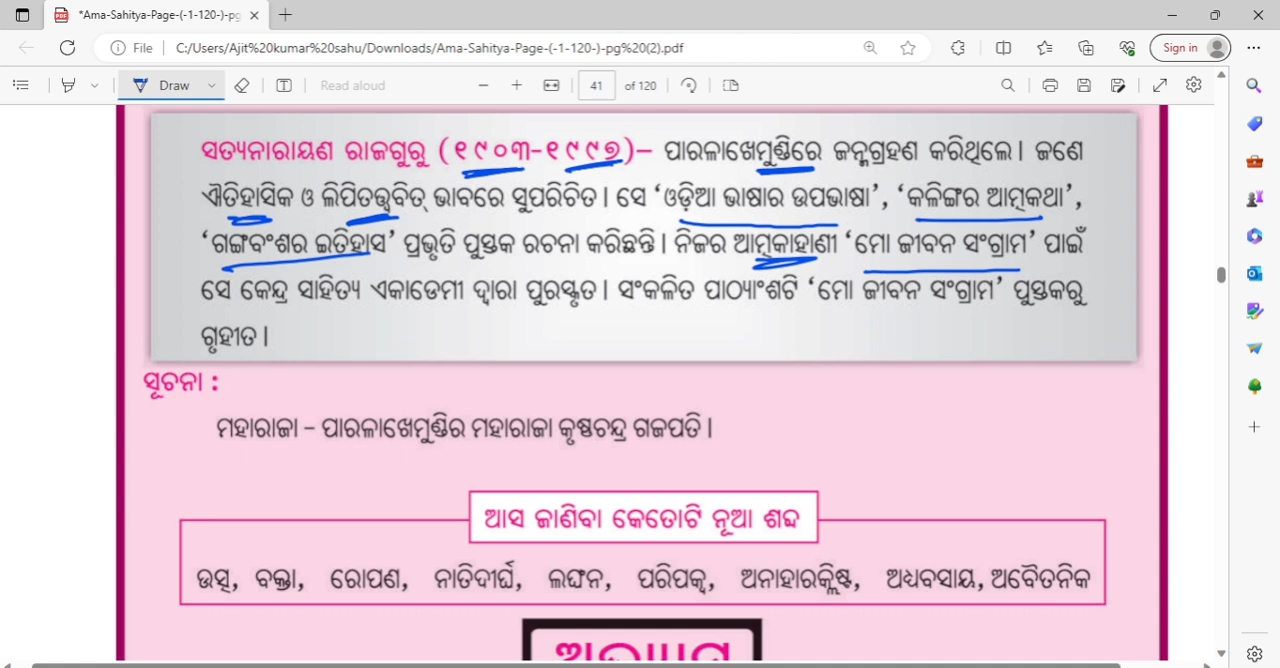 *Ama-Sahitya-Page-(-1-120-)-pg
File C:/Users/Ajit%20kumar%20sahu/Downloads/Ama-Sahitya-Page-(-1-120-)-pg%20(2).pdf Sign in
Draw Read aloud 41 of 120
ସତ୍ୟନାରାୟଣ ରାଜଗୁରୁ (୧୯୦୩-୧୯୯୭)– ପାରଳାଖେମୁଣ୍ଡିରେ ଜନ୍ମଗ୍ରହଣ କରିଥିଲେ। ଜଣେ
ଐତିହାସିକ ଓ ଲିପିତତ୍ତ୍ୱବିତ୍ ଭାବରେ ସୁପରିଚିତ। ସେ ‘ଓଡ଼ିଆ ଭାଷାର ଉପଭାଷା’, ‘କଳିଙ୍ଗର ଆତ୍ମକଥା’,
‘ଗଙ୍ଗବଂଶର ଇତିହାସ’ ପ୍ରଭୃତି ପୁସ୍ତକ ରଚନା କରିଛନ୍ତି। ନିଜର ଆତ୍ମକାହାଣୀ ‘ମୋ ଜୀବନ ସଂଗ୍ରାମ’ ପାଇଁ
ସେ କେନ୍ଦ୍ର ସାହିତ୍ୟ ଏକାଡେମୀ ଦ୍ୱାରା ପୁରସ୍କୃତ। ସଂକଳିତ ପାଠ୍ୟାଂଶଟି ‘ମୋ ଜୀବନ ସଂଗ୍ରାମ’ ପୁସ୍ତକରୁ
ଗୃହୀତ।
ସୂଚନା :
ମହାରାଜା – ପାରଳାଖେମୁଣ୍ଡିର ମହାରାଜା କୃଷ୍ଣଚନ୍ଦ୍ର ଗଜପତି।
ଆସ ଜାଣିବା କେତୋଟି ନୂଆ ଶବ୍ଦ
ଉତ୍ସ, ବକ୍ତା, ରୋପଣ, ନାତିଦୀର୍ଘ, ଲଙ୍ଘନ, ପରିପକ୍ୱ, ଅନାହାରକ୍ଲିଷ୍ଟ, ଅଧ୍ୟବସାୟ, ଅବୈତନିକ